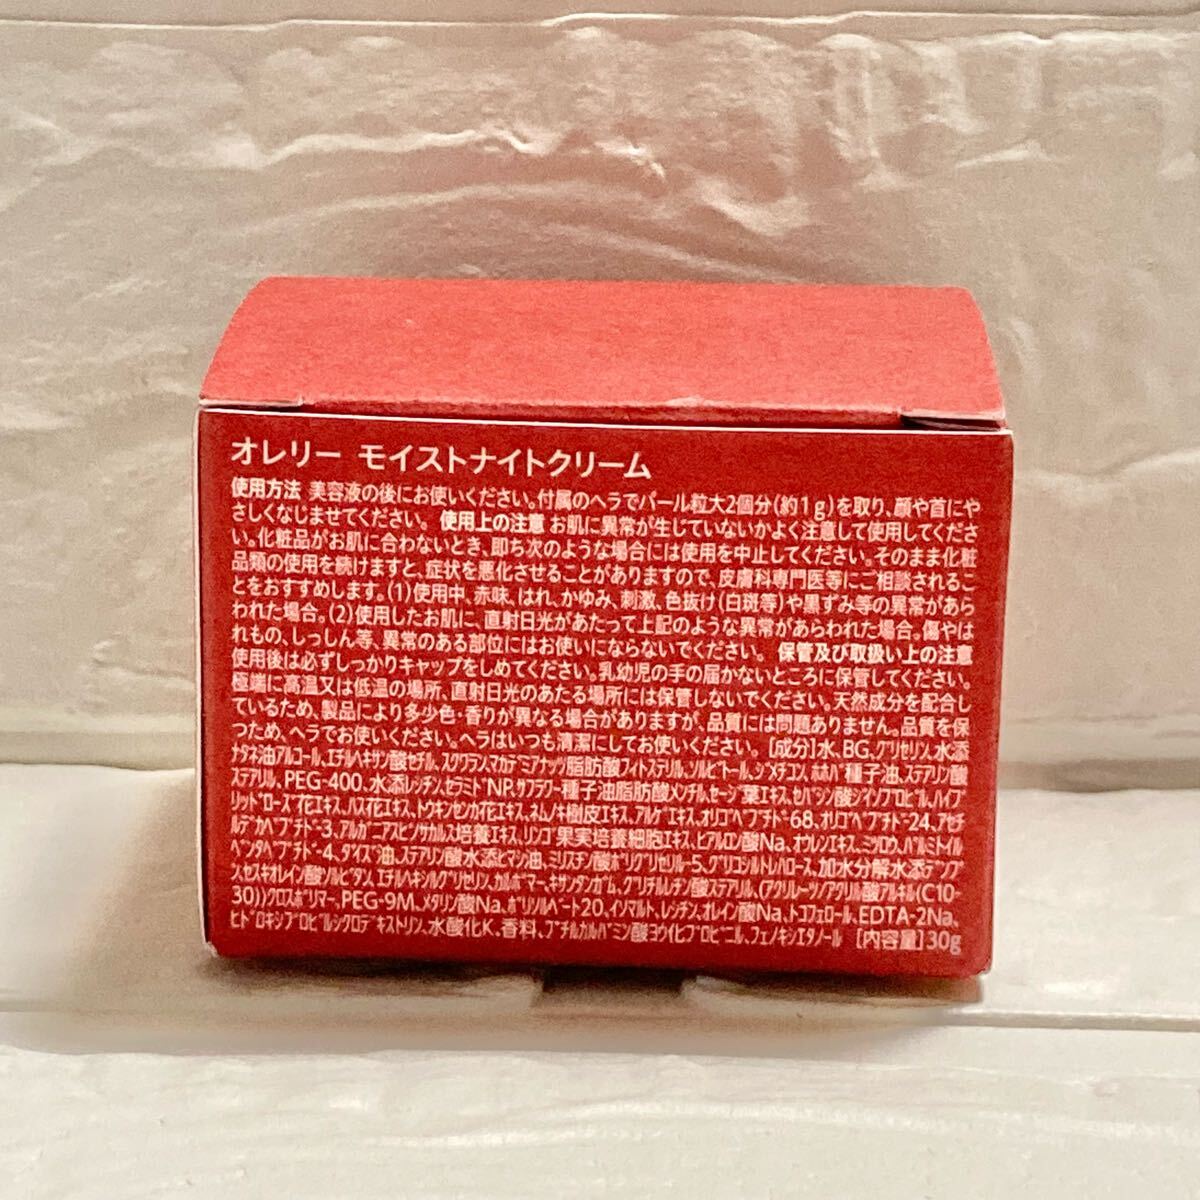 オレリー モイストナイトクリーム
使用方法 美容液の後にお使いください。付属のヘラでパール粒大2個分(約1g)を取り、顔や首にや
さしくなじませてください。 使用上の注意 お肌に異常が生じていないかよく注意して使用してくださ
い。化粧品がお肌に合わないとき、即ち次のような場合には使用を中止してください。そのまま化粧
品類の使用を続けますと、症状を悪化させることがありますので、皮膚科専門医等にご相談されるこ
とをおすすめします。(1)使用中、赤味、はれ、かゆみ、刺激、色抜け(白斑等)や黒ずみ等の異常があら
われた場合。(2)使用したお肌に、直射日光があたって上記のような異常があらわれた場合。傷やは
れもの、しっしん等、異常のある部位にはお使いにならないでください。 保管及び取扱い上の注意
使用後は必ずしっかりキャップをしめてください。乳幼児の手の届かないところに保管してください。
極端に高温又は低温の場所、直射日光のあたる場所には保管しないでください。天然成分を配合し
ているため、製品により多少色・香りが異なる場合がありますが、品質には問題ありません。品質を保
つため、ヘラでお使いください。ヘラはいつも清潔にしてお使いください。[成分]水、BG、グリセリン、水添
ナタネ油アルコール、エチルヘキサン酸セチル、スクワラン、マカデミアナッツ脂肪酸フィトステリル、ソルビトール、ジメチコン、ホホバ種子油、ステアリン酸
ステアリル、PEG-400、水添レシチン、セラミドNP、サフラワー種子油脂肪酸メンチル、セージ葉エキス、セバシン酸ジイソプロピル、ハイブ
リッドローズ花エキス、ハス花エキス、トウキンセンカ花エキス、ネムノキ樹皮エキス、アルゲエキス、オリゴペプチド-68、オリゴペプチド-24、アセチ
ルデカペプチド-3、アルガニアスピノサカルス培養エキス、リンゴ果実培養細胞エキス、ヒアルロン酸Na、オウレンエキス、ミツロウ、パルミトイル
ペンタペプチド-4、ダイズ油、ステアリン酸水添ヒマシ油、ミリスチン酸ポリグリセリル-5、グリコシルトレハロース、加水分解水添デンプ
ン、セスキオレイン酸ソルビタン、エチルヘキシルグリセリン、カルボマー、キサンタンガム、グリチルレチン酸ステアリル、(アクリレーツ/アクリル酸アルキル(C10-
30))クロスポリマー、PEG-9M、メタリン酸Na、ポリソルベート20、イソマルト、レシチン、オレイン酸Na、トコフェロール、EDTA-2Na、
ヒドロキシプロピルシクロデキストリン、水酸化K、香料、ブチルカルバミン酸ヨウ化プロピニル、フェノキシエタノール [内容量]30g